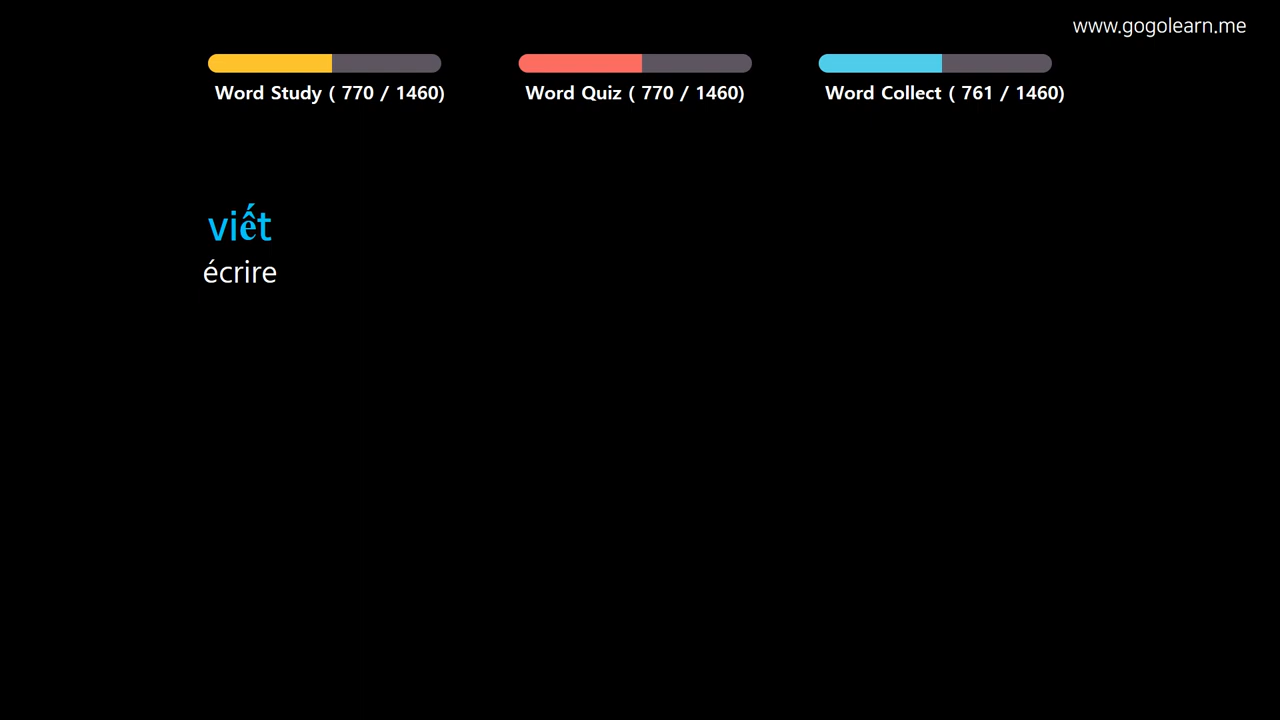 www.gogolearn.me
Word Study ( 770 / 1460)
Word Quiz ( 770 / 1460)
Word Collect ( 761 / 1460)
viết
écrire